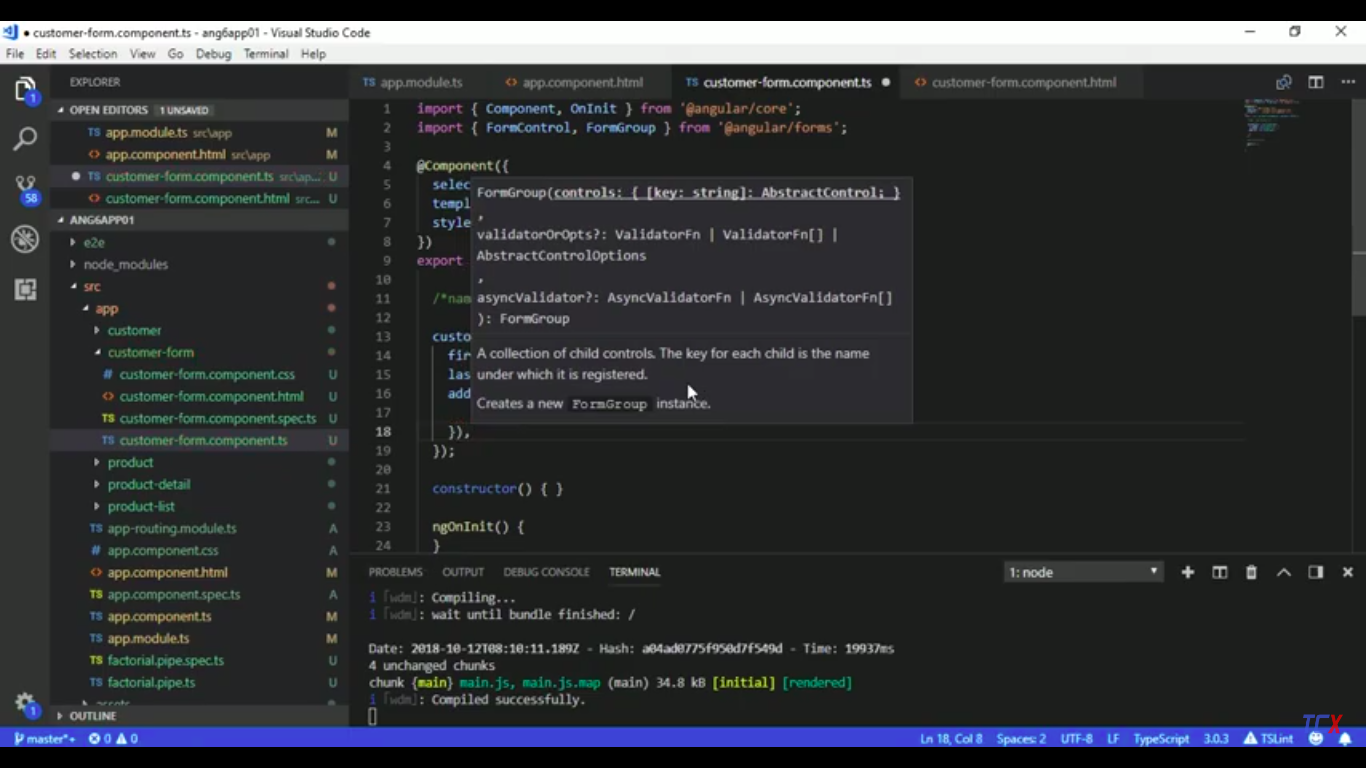 customer-form.component.ts - ang6app01 - Visual Studio Code
File Edit Selection View Go Debug Terminal Help
EXPLORER
OPEN EDITORS 1 UNSAVED
TS app.module.ts src\app M
<> app.component.html src\app M
TS customer-form.component.ts src\ap... U
<> customer-form.component.html src... U
ANG6APP01
e2e
node_modules
src
app
customer
customer-form
# customer-form.component.css U
<> customer-form.component.html U
TS customer-form.component.spec.ts U
TS customer-form.component.ts U
product
product-detail
product-list
TS app-routing.module.ts A
# app.component.css A
<> app.component.html M
TS app.component.spec.ts A
TS app.component.ts M
TS app.module.ts M
TS factorial.pipe.spec.ts U
TS factorial.pipe.ts U
assets
OUTLINE
1
58
1
TS app.module.ts <> app.component.html TS customer-form.component.ts <> customer-form.component.html
1 import { Component, OnInit } from '@angular/core';
2 import { FormControl, FormGroup } from '@angular/forms';
3
4 @Component({
5 selec
6 templ
7 style
8 })
9 export
10
11 /*nam
12
13 custo
14 fir
15 las
16 add
17
18 }),
19 });
20
21 constructor() { }
22
23 ngOnInit() {
24 }
FormGroup(controls: { [key: string]: AbstractControl; }
,
validatorOrOpts?: ValidatorFn | ValidatorFn[] |
AbstractControlOptions
,
asyncValidator?: AsyncValidatorFn | AsyncValidatorFn[]
): FormGroup
A collection of child controls. The key for each child is the name
under which it is registered.
Creates a new FormGroup instance.
PROBLEMS OUTPUT DEBUG CONSOLE TERMINAL 1: node
i ｢wdm｣: Compiling...
i ｢wdm｣: wait until bundle finished: /
Date: 2018-10-12T08:10:11.189Z - Hash: a04ad0775f950d7f549d - Time: 19937ms
4 unchanged chunks
chunk {main} main.js, main.js.map (main) 34.8 kB [initial] [rendered]
i ｢wdm｣: Compiled successfully.
TCX
master*+ 0 0 Ln 18, Col 8 Spaces: 2 UTF-8 LF TypeScript 3.0.3 TSLint